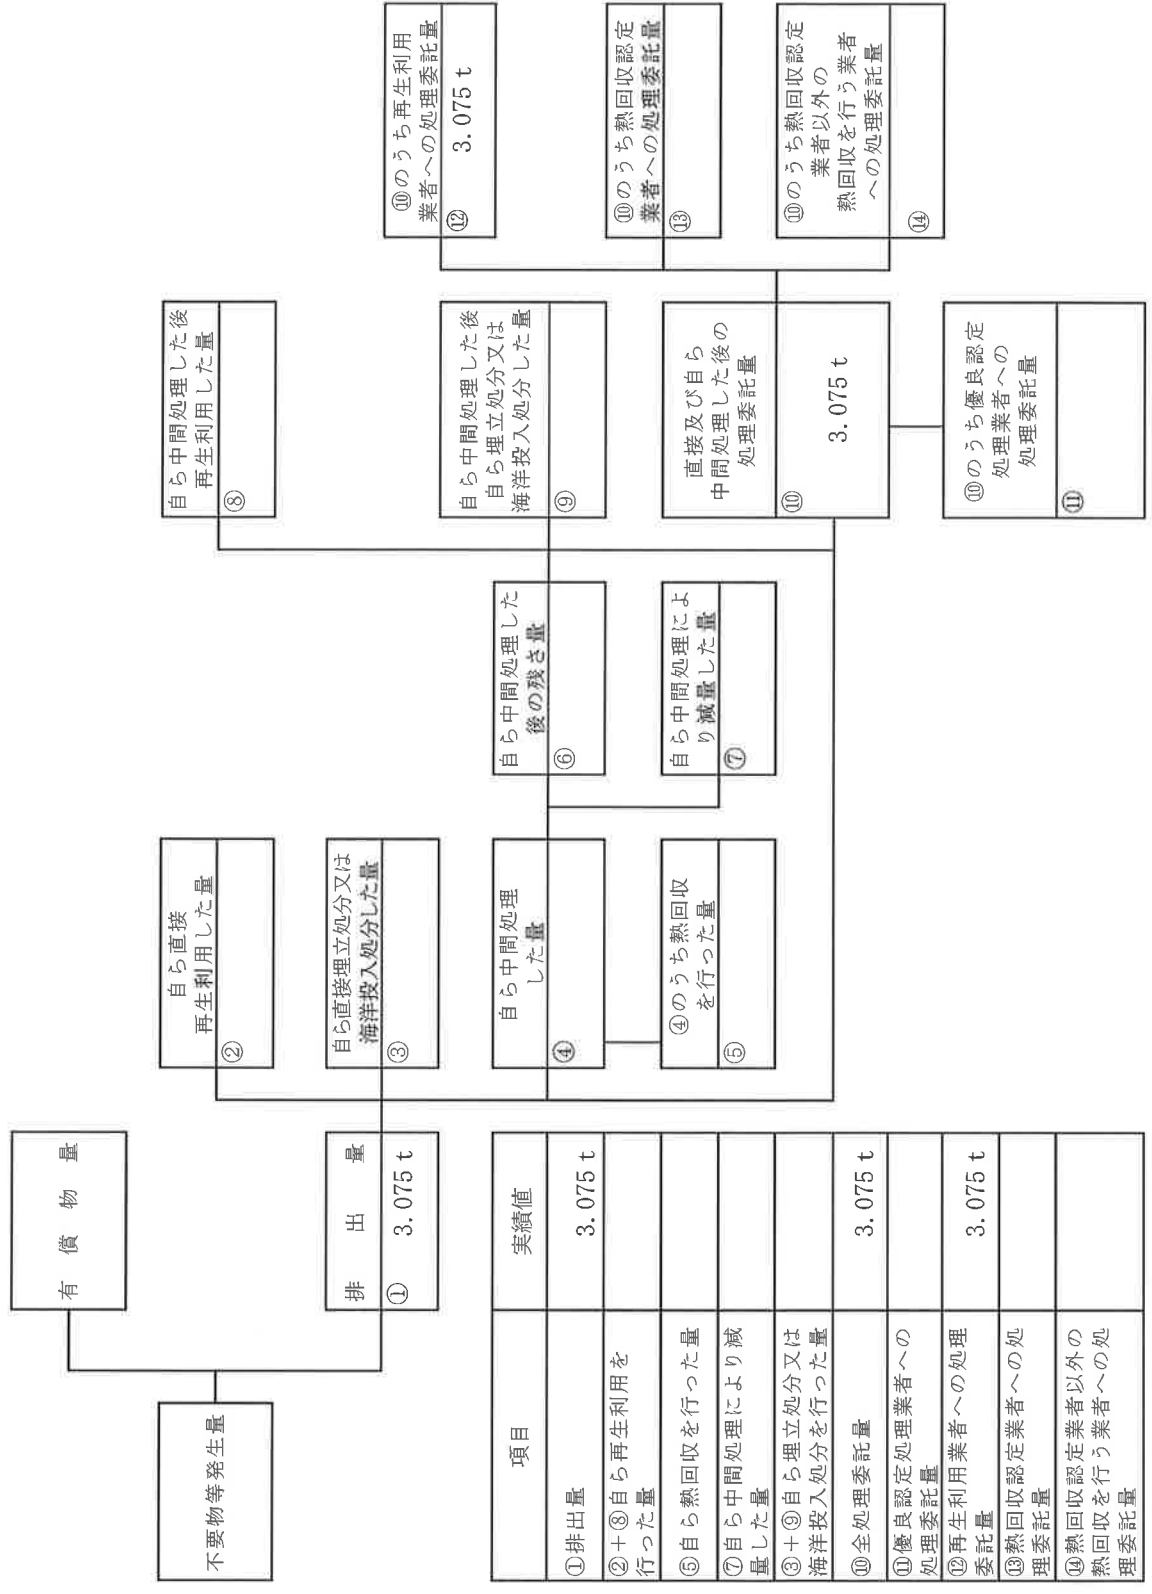 不要物等発生量
有償物量
排出量
① 3.075 t
自ら直接
再生利用した量
②
自ら直接埋立処分又は
海洋投入処分した量
③
自ら中間処理
した量
④
④のうち熱回収
を行った量
⑤
自ら中間処理した
後の残さ量
⑥
自ら中間処理によ
り減量した量
⑦
自ら中間処理した後
再生利用した量
⑧
自ら中間処理した後
自ら埋立処分又は
海洋投入処分した量
⑨
直接及び自ら
中間処理した後の
処理委託量
⑩
3.075 t
⑩のうち優良認定
処理業者への
処理委託量
⑪
⑩のうち再生利用
業者への処理委託量
⑫ 3.075 t
⑩のうち熱回収認定
業者への処理委託量
⑬
⑩のうち熱回収認定
業者以外の
熱回収を行う業者
への処理委託量
⑭
項目 実績値
①排出量 3.075 t
②+⑧自ら再生利用を
行った量
⑤自ら熱回収を行った量
⑦自ら中間処理により減
量した量
③+⑨自ら埋立処分又は
海洋投入処分を行った量
⑩全処理委託量 3.075 t
⑪優良認定処理業者への
処理委託量
⑫再生利用業者への処理
委託量 3.075 t
⑬熱回収認定業者への処
理委託量
⑭熱回収認定業者以外の
熱回収を行う業者への処
理委託量